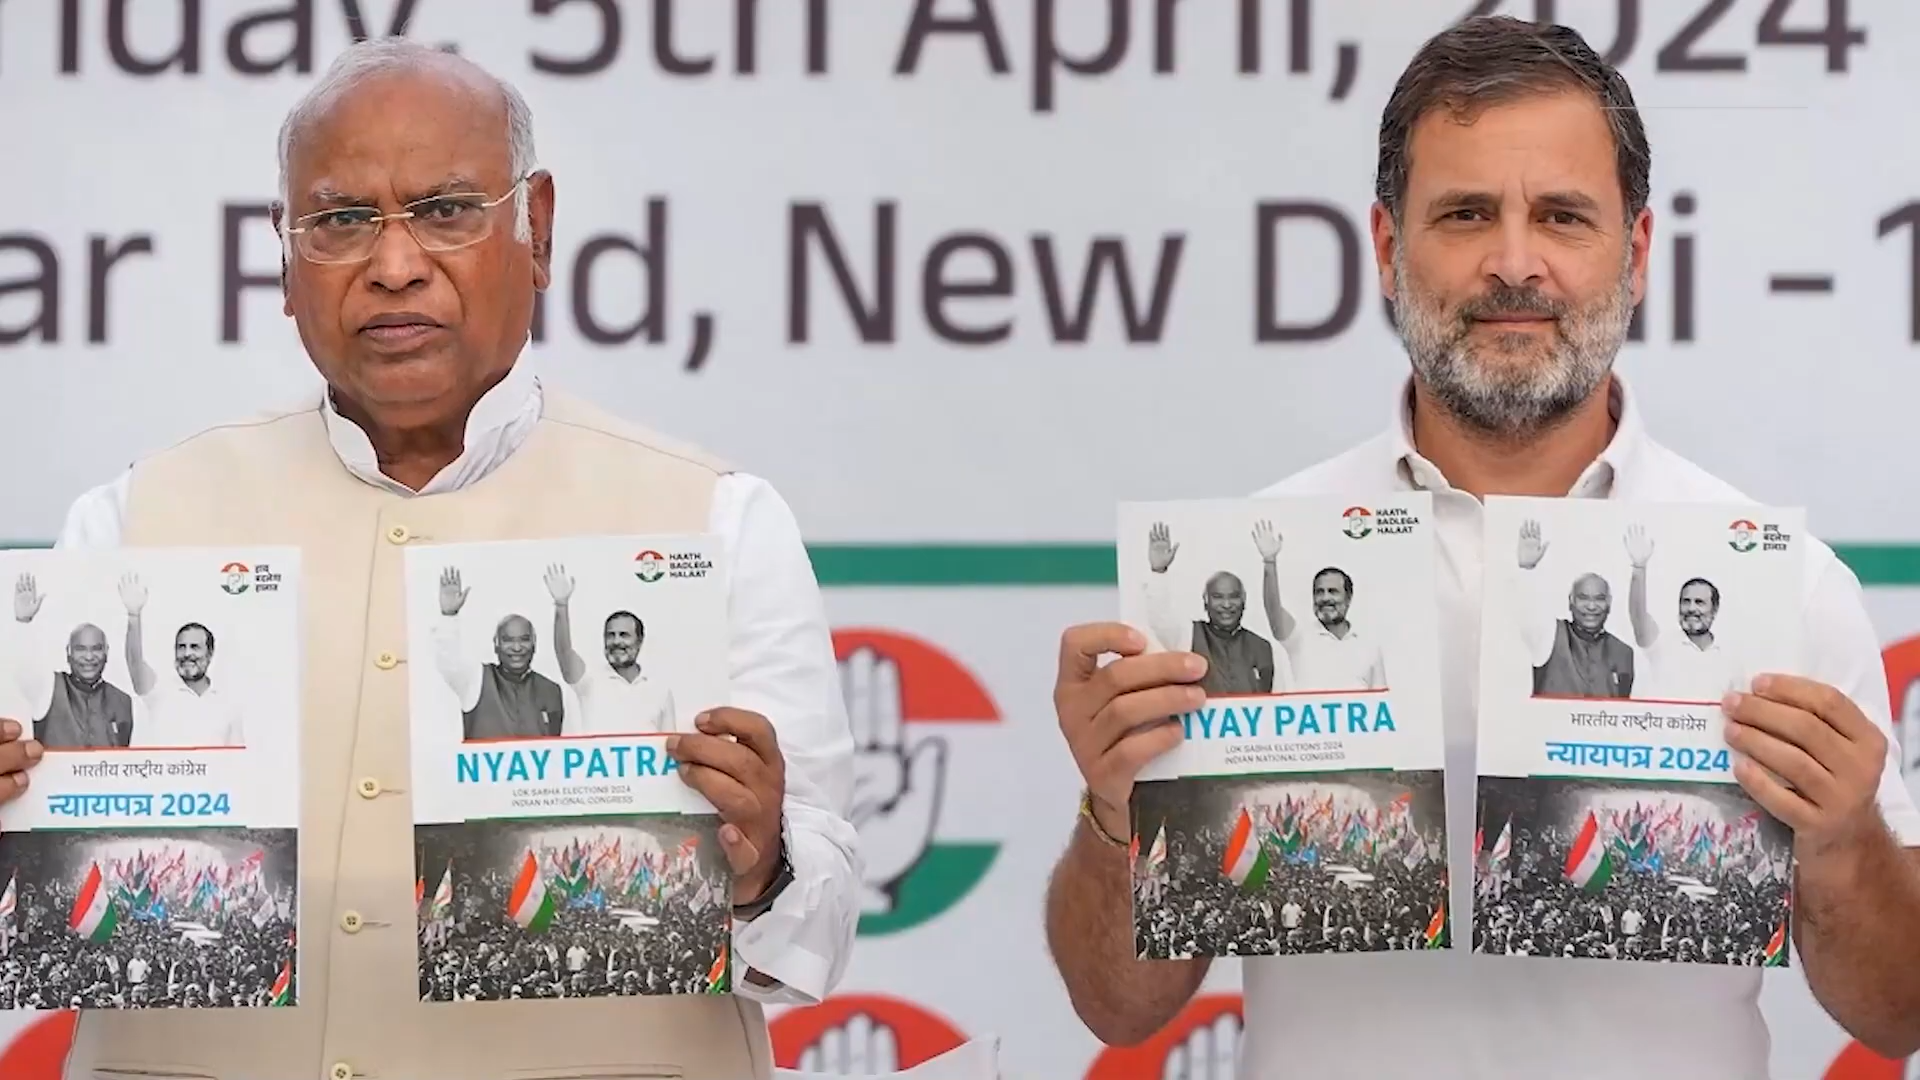 5th April, 2024
ar R nd, New D i - 1
हाथ
बदलेगा
हालात
भारतीय राष्ट्रीय कांग्रेस
न्यायपत्र 2024
HAATH
BADLEGA
HALAAT
NYAY PATRA
LOK SABHA ELECTIONS 2024
INDIAN NATIONAL CONGRESS
HAATH
BADLEGA
HALAAT
NYAY PATRA
LOK SABHA ELECTIONS 2024
INDIAN NATIONAL CONGRESS
हाथ
बदलेगा
हालात
भारतीय राष्ट्रीय कांग्रेस
न्यायपत्र 2024